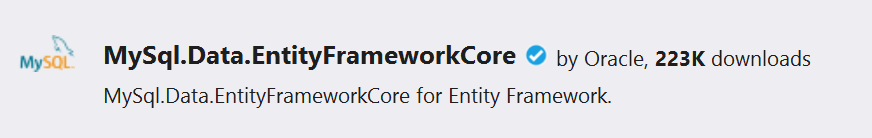 MySQL
MySql.Data.EntityFrameworkCore by Oracle, 223K downloads
MySql.Data.EntityFrameworkCore for Entity Framework.